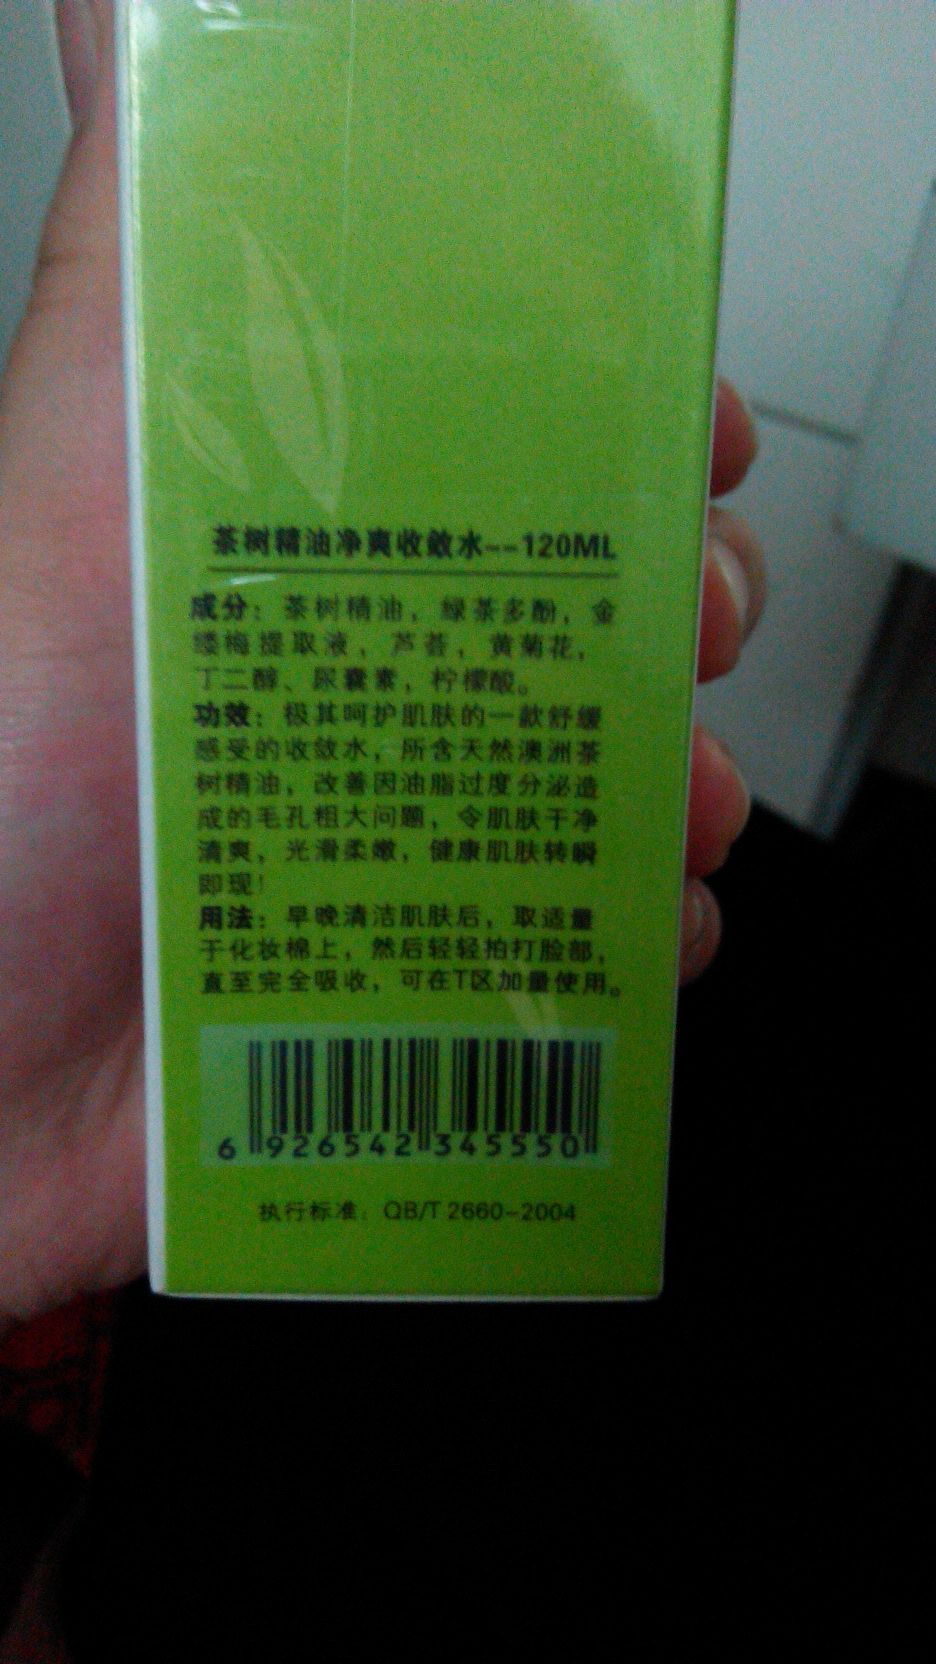 茶树精油净爽收敛水--120ML
成分：茶树精油，绿茶多酚，金
缕梅提取液，芦荟，黄菊花，
丁二醇、尿囊素，柠檬酸。
功效：极其呵护肌肤的一款舒缓
感受的收敛水，所含天然澳洲茶
树精油，改善因油脂过度分泌造
成的毛孔粗大问题，令肌肤干净
清爽，光滑柔嫩，健康肌肤转瞬
即现！
用法：早晚清洁肌肤后，取适量
于化妆棉上，然后轻轻拍打脸部，
直至完全吸收，可在T区加量使用。
6 926542 345550
执行标准：QB/T 2660-2004